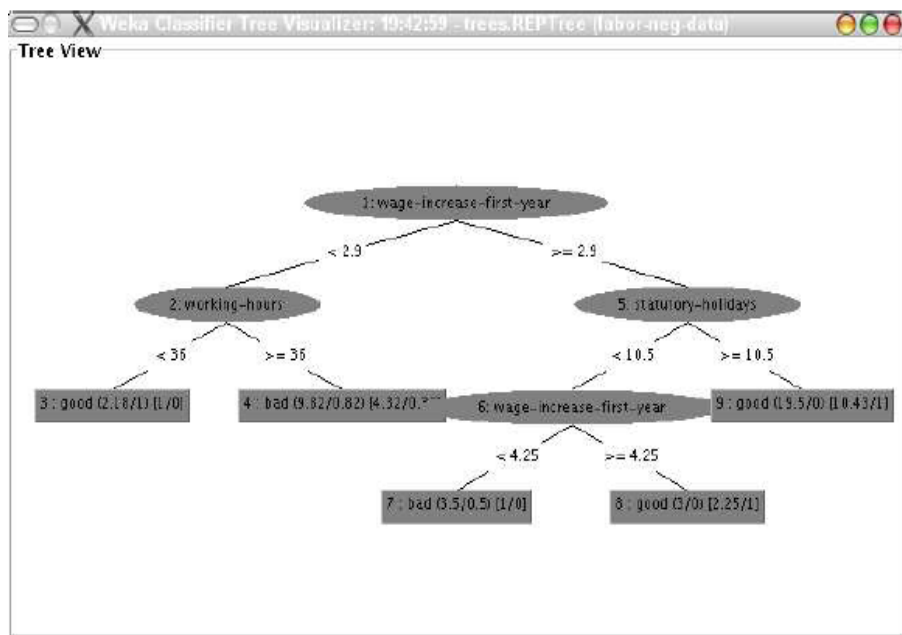 Weka Classifier Tree Visualizer: 19:42:59 - trees.REPTree (labor-neg-data)
Tree View
1: wage-increase-first-year
< 2.9
>= 2.9
2: working-hours
5: statutory-holidays
< 36
>= 36
< 10.5
>= 10.5
3 : good (2.18/1) [1/0]
4 : bad (9.82/0.82) [4.32/0.
6: wage-increase-first-year
9 : good (19.5/0) [10.43/1]
< 4.25
>= 4.25
7 : bad (3.5/0.5) [1/0]
8 : good (3/0) [2.25/1]